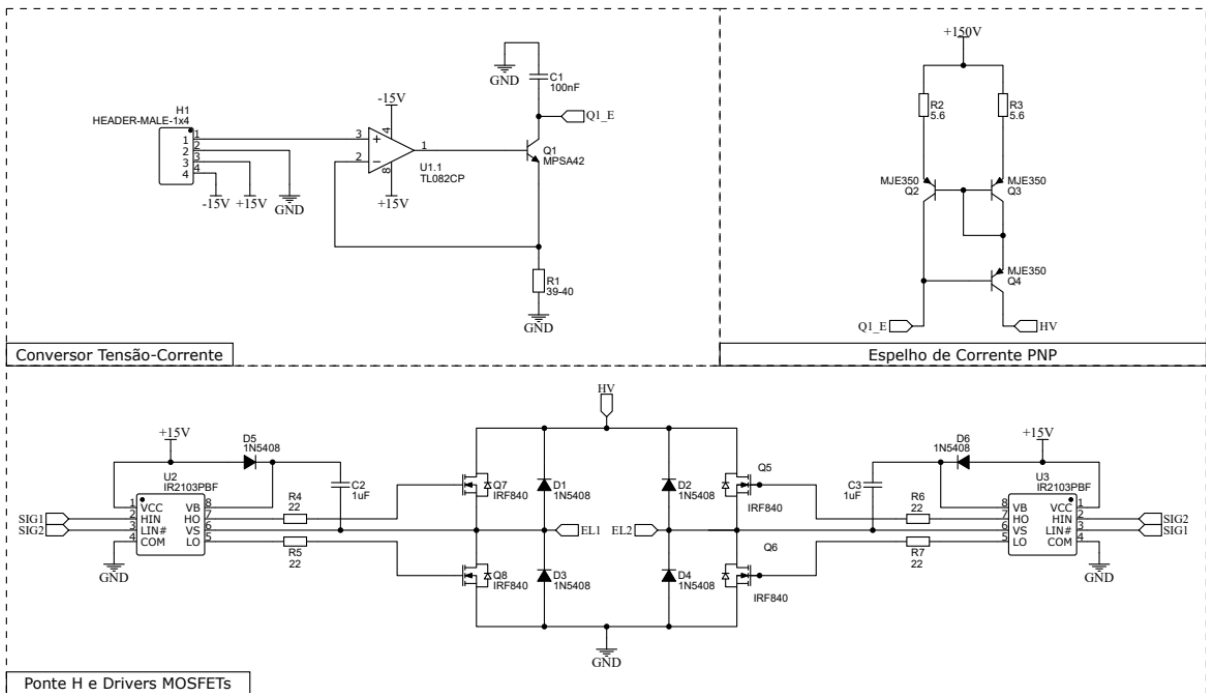 H1
HEADER-MALE-1x4
1
2
3
4
1
2
3
4
-15V
+15V
GND
-15V
4
3
+
2
−
1
8
U1.1
TL082CP
+15V
GND
C1
100nF
Q1_E
Q1
MPSA42
R1
39-40
GND
Conversor Tensão-Corrente
+150V
R2
5.6
R3
5.6
MJE350
Q2
MJE350
Q3
MJE350
Q4
Q1_E
HV
Espelho de Corrente PNP
HV
+15V
D5
1N5408
U2
IR2103PBF
SIG1
SIG2
1
2
3
4
VCC
HIN
LIN#
COM
VB
HO
VS
LO
8
7
6
5
GND
C2
1uF
R4
22
R5
22
Q7
IRF840
Q8
IRF840
D1
1N5408
D3
1N5408
EL1
EL2
D2
1N5408
D4
1N5408
GND
Q5
IRF840
Q6
IRF840
C3
1uF
D6
1N5408
+15V
R6
22
R7
22
U3
IR2103PBF
8
7
6
5
VB
HO
VS
LO
VCC
HIN
LIN#
COM
1
2
3
4
SIG2
SIG1
GND
Ponte H e Drivers MOSFETs